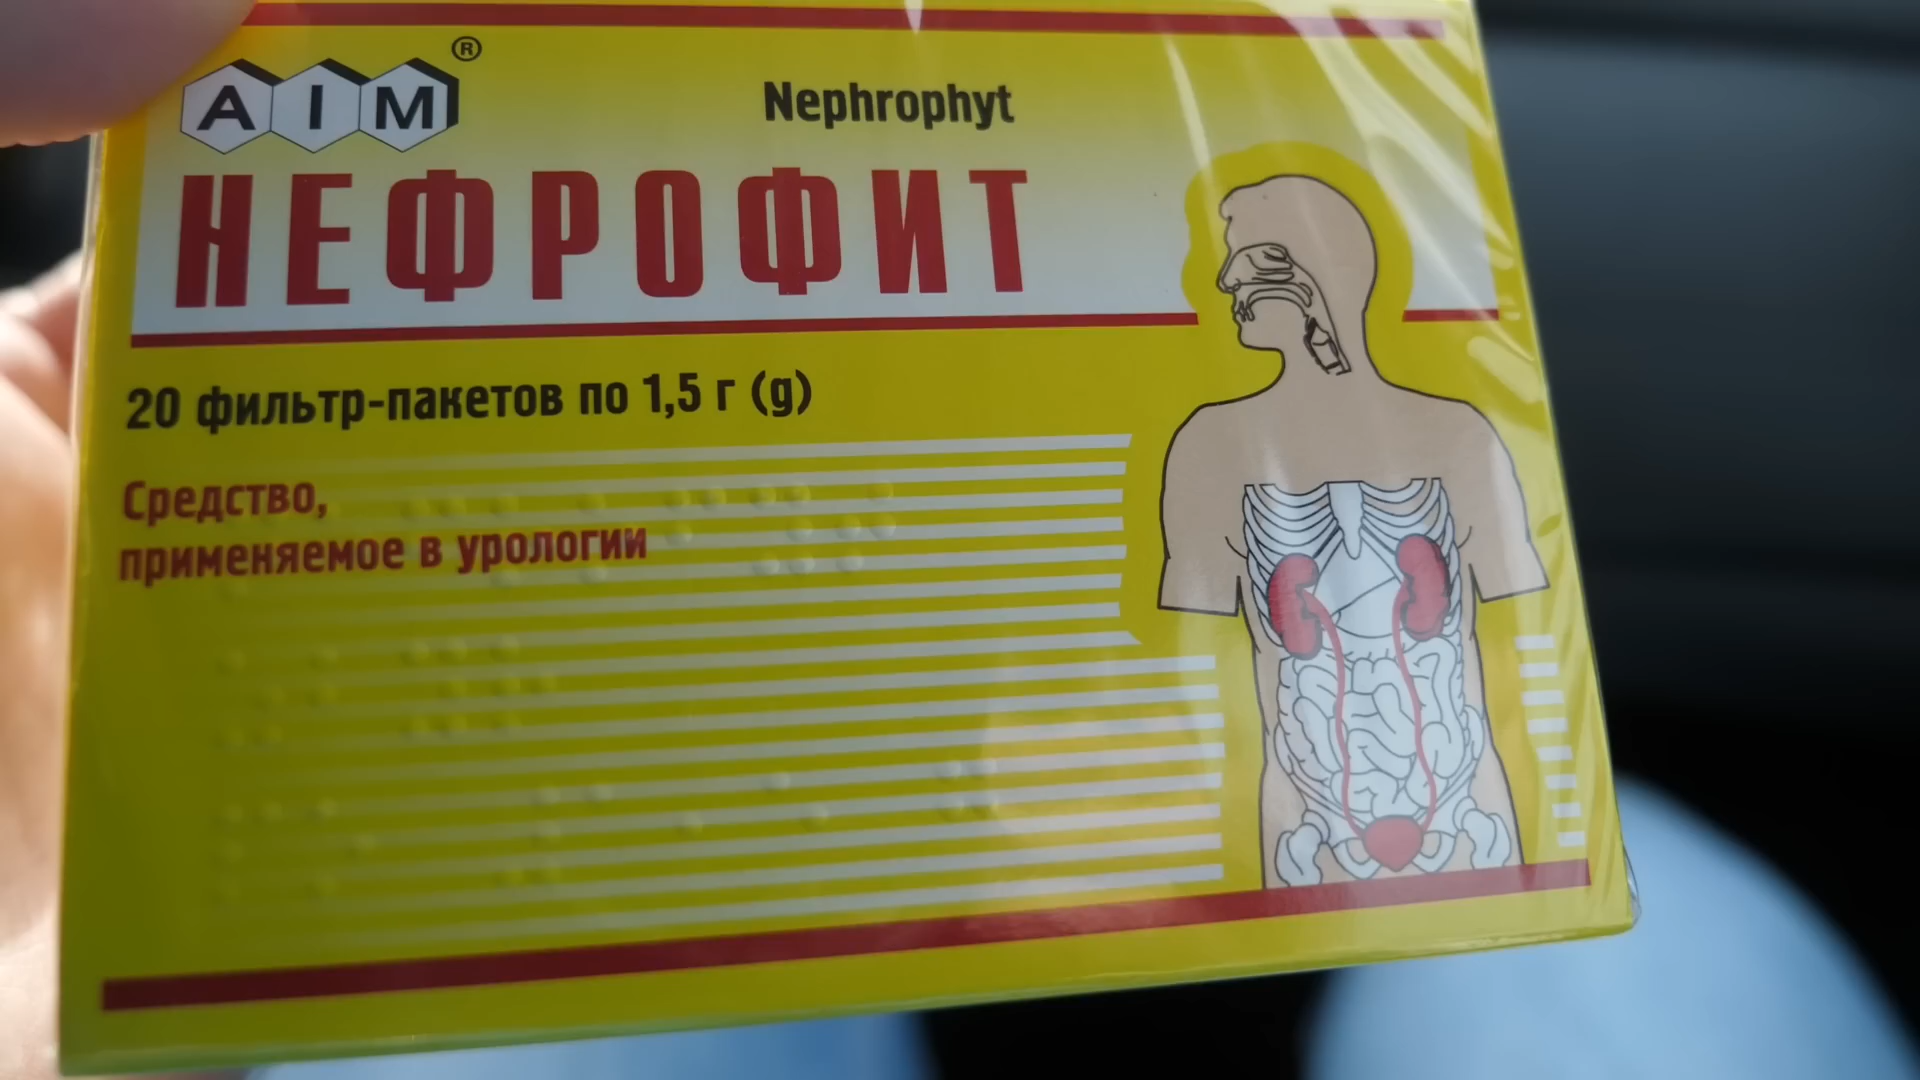 AIM®
Nephrophyt
НЕФРОФИТ
20 фильтр-пакетов по 1,5 г (g)
Средство,
применяемое в урологии